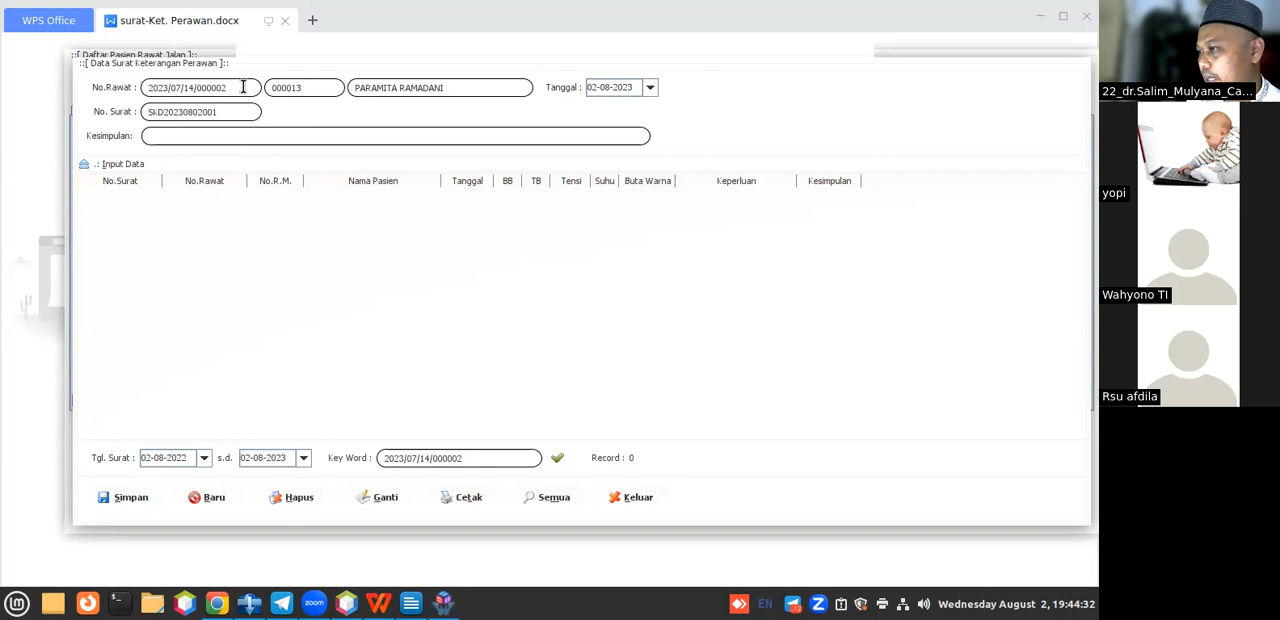 WPS Office
surat-Ket. Perawan.docx
::[ Daftar Pasien Rawat Jalan ]::
::[ Data Surat Keterangan Perawan ]::
No.Rawat : 2023/07/14/000002 000013 PARAMITA RAMADANI Tanggal : 02-08-2023
No. Surat : SKD20230802001
Kesimpulan:
.: Input Data
No.Surat No.Rawat No.R.M. Nama Pasien Tanggal BB TB Tensi Suhu Buta Warna Keperluan Kesimpulan
Tgl. Surat : 02-08-2022 s.d. 02-08-2023 Key Word : 2023/07/14/000002 Record : 0
Simpan Baru Hapus Ganti Cetak Semua Keluar
22_dr.Salim_Mulyana_Ca...
yopi
Wahyono TI
Rsu afdila
zoom
EN
Wednesday August 2, 19:44:32